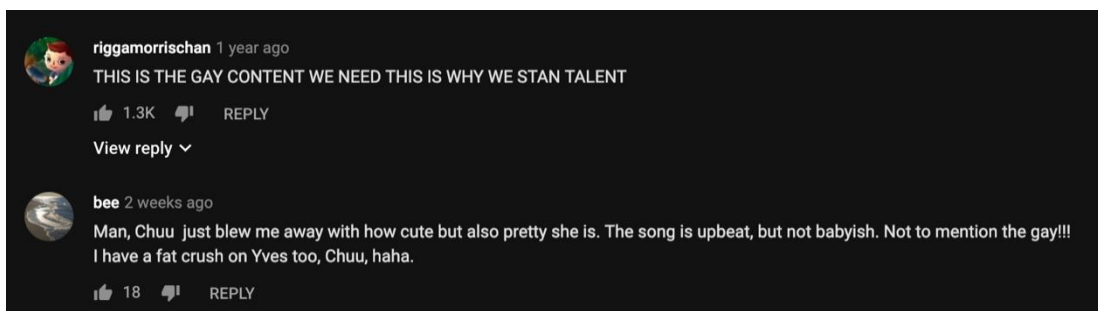 riggamorrischan 1 year ago
THIS IS THE GAY CONTENT WE NEED THIS IS WHY WE STAN TALENT
1.3K REPLY
View reply
bee 2 weeks ago
Man, Chuu  just blew me away with how cute but also pretty she is. The song is upbeat, but not babyish. Not to mention the gay!!!
I have a fat crush on Yves too, Chuu, haha.
18 REPLY